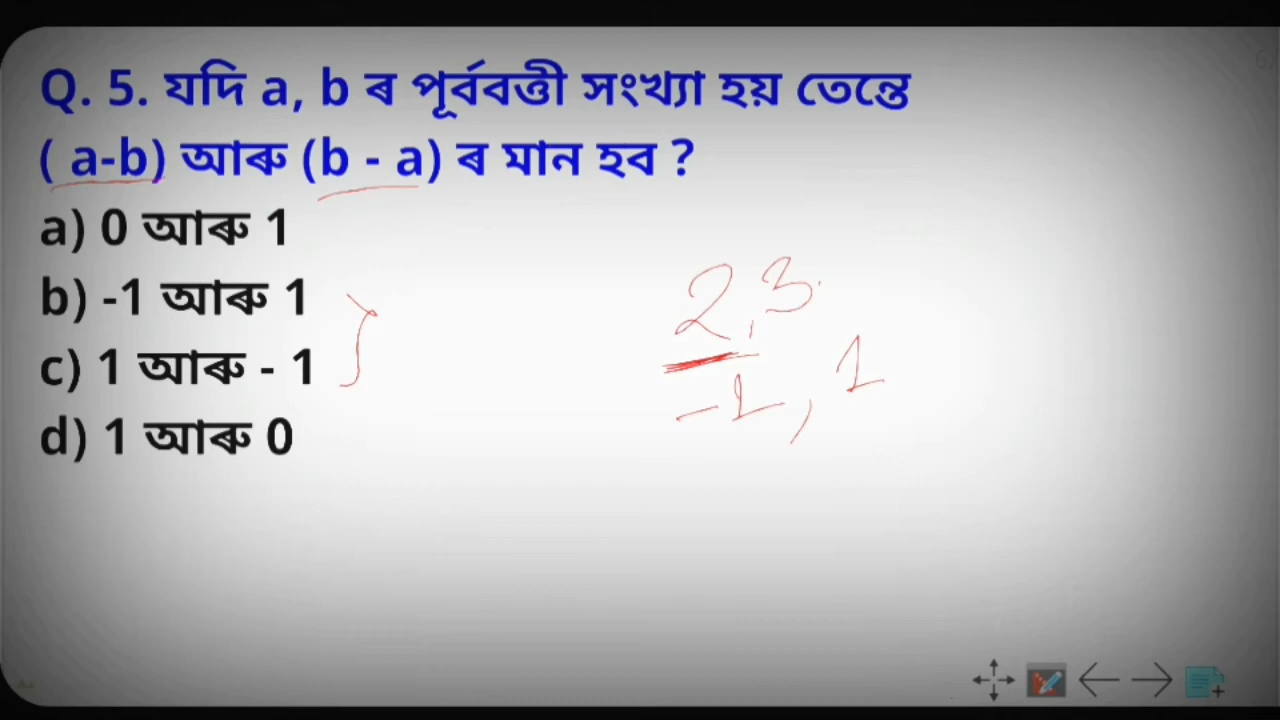 Q. 5. যদি a, b ৰ পূৰ্ববৰ্ত্তী সংখ্যা হয় তেন্তে
( a-b) আৰু (b - a) ৰ মান হব ?
a) 0 আৰু 1
b) -1 আৰু 1
c) 1 আৰু - 1
d) 1 আৰু 0
2, 3
-1, 1